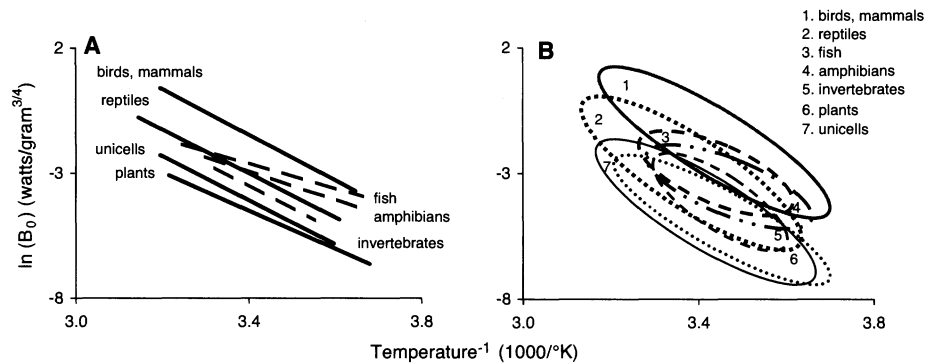 A
2
-3
-8
3.0
3.4
3.8
ln (B0) (watts/gram3/4)
birds, mammals
reptiles
unicells
plants
fish
amphibians
invertebrates
B
2
-3
-8
3.0
3.4
3.8
1
2
3
4
5
6
7
1. birds, mammals
2. reptiles
3. fish
4. amphibians
5. invertebrates
6. plants
7. unicells
Temperature-1 (1000/°K)